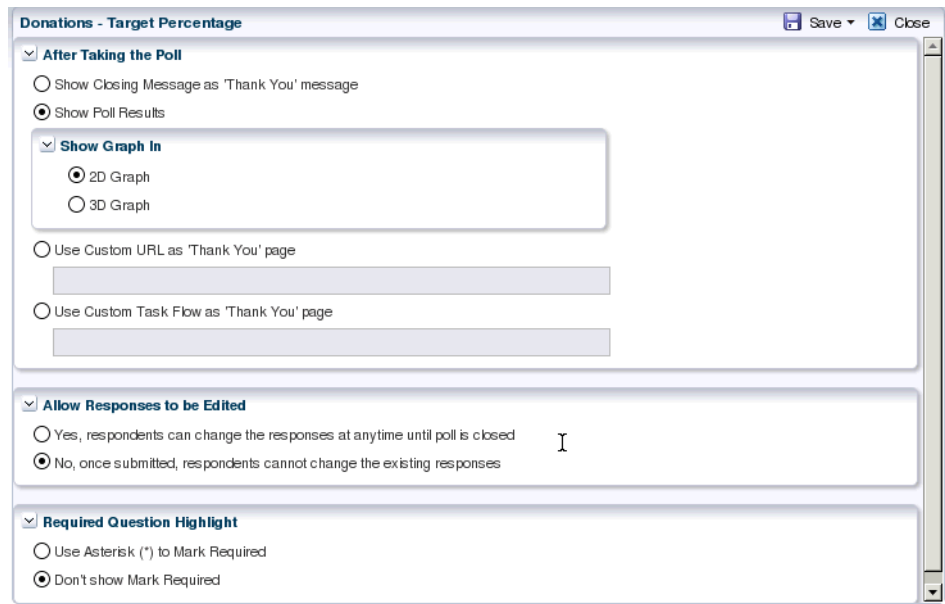 Donations - Target Percentage Save Close
After Taking the Poll
Show Closing Message as 'Thank You' message
Show Poll Results
Show Graph In
2D Graph
3D Graph
Use Custom URL as 'Thank You' page
Use Custom Task Flow as 'Thank You' page
Allow Responses to be Edited
Yes, respondents can change the responses at anytime until poll is closed
No, once submitted, respondents cannot change the existing responses
Required Question Highlight
Use Asterisk (*) to Mark Required
Don't show Mark Required